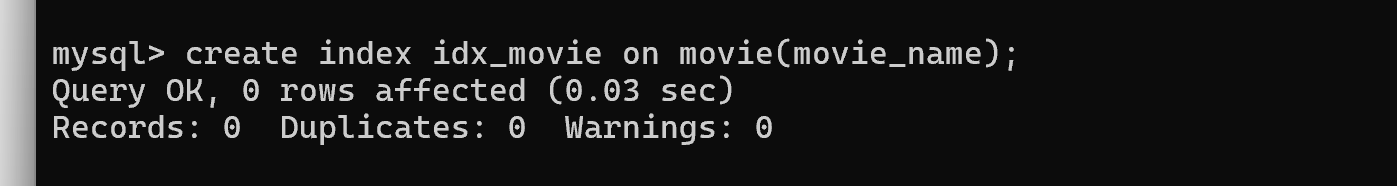 mysql> create index idx_movie on movie(movie_name);
Query OK, 0 rows affected (0.03 sec)
Records: 0  Duplicates: 0  Warnings: 0